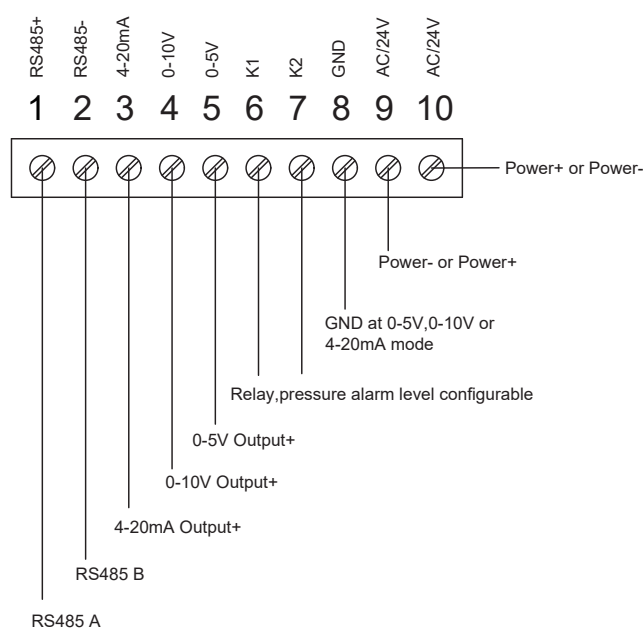 RS485+
RS485-
4-20mA
0-10V
0-5V
K1
K2
GND
AC/24V
AC/24V
1 2 3 4 5 6 7 8 9 10
Power+ or Power-
Power- or Power+
GND at 0-5V,0-10V or
4-20mA mode
Relay,pressure alarm level configurable
0-5V Output+
0-10V Output+
4-20mA Output+
RS485 B
RS485 A